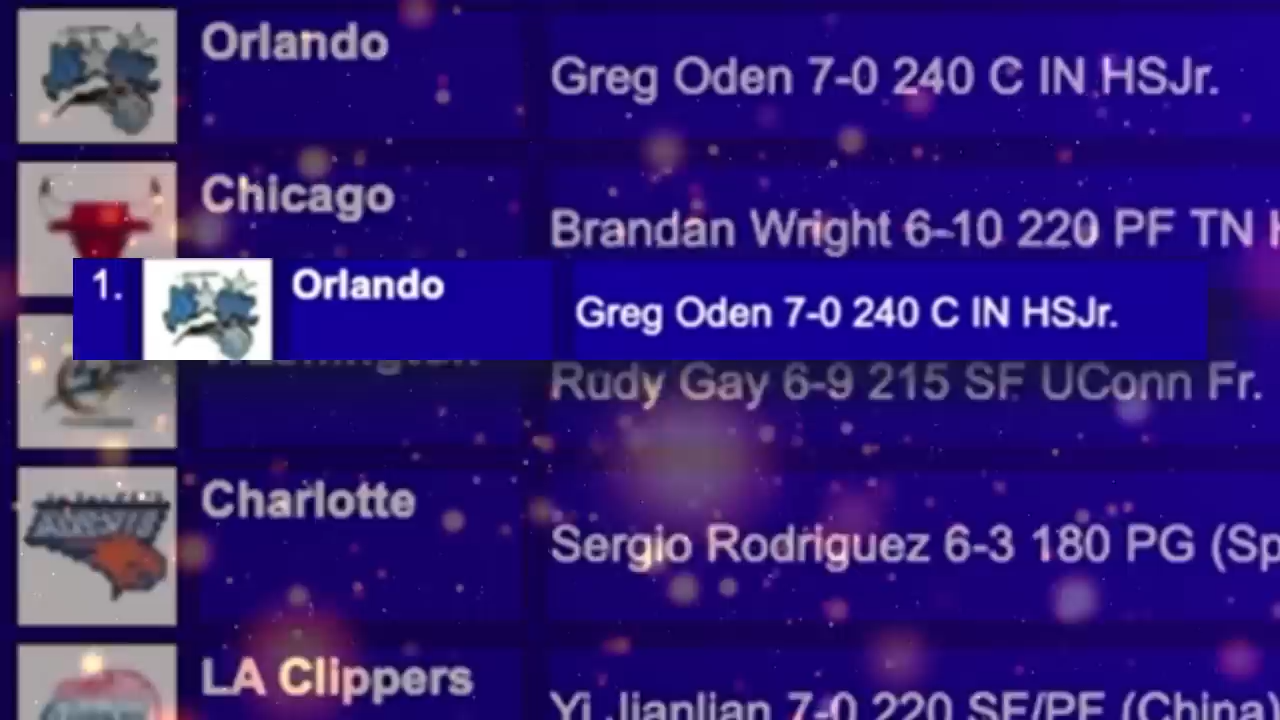 Orlando
Greg Oden 7-0 240 C IN HSJr.
Chicago
Brandan Wright 6-10 220 PF TN
1. Orlando
Greg Oden 7-0 240 C IN HSJr.
Rudy Gay 6-9 215 SF UConn Fr.
Charlotte
Sergio Rodriguez 6-3 180 PG (Sp
LA Clippers
Yi Jianlian 7-0 220 SF/PF (China)